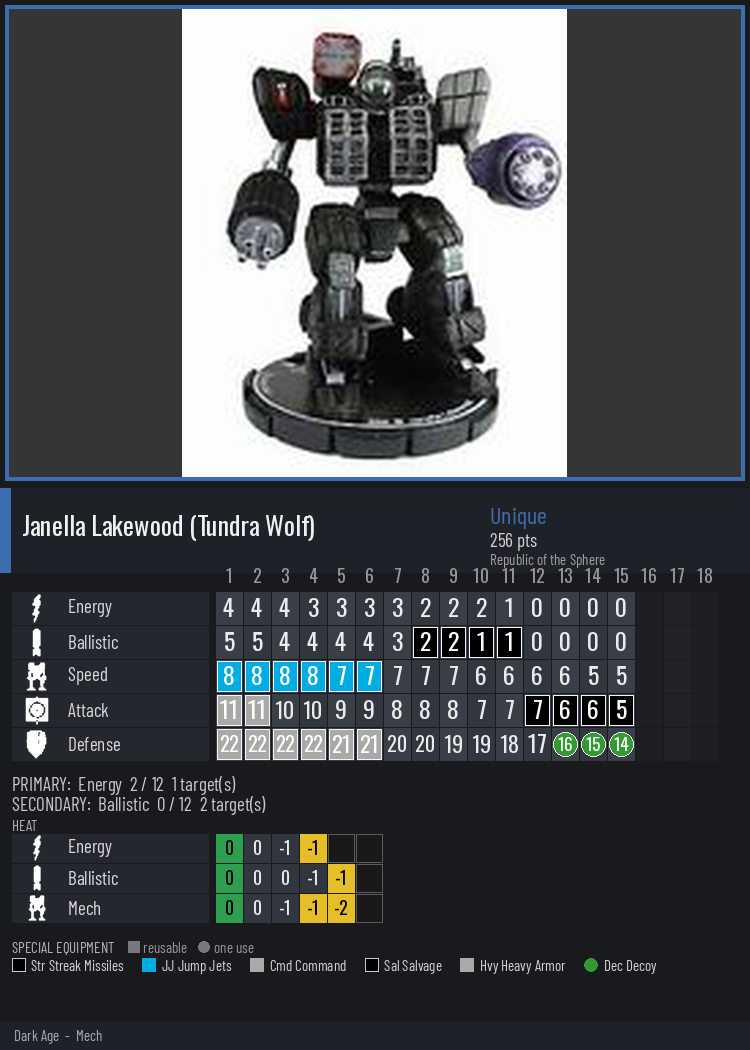 Janella Lakewood (Tundra Wolf)
Unique
256 pts
Republic of the Sphere
1 2 3 4 5 6 7 8 9 10 11 12 13 14 15 16 17 18
Energy 4 4 4 3 3 3 3 2 2 2 1 0 0 0 0
Ballistic 5 5 4 4 4 4 3 2 2 1 1 0 0 0 0
Speed 8 8 8 8 7 7 7 7 7 6 6 6 6 5 5
Attack 11 11 10 10 9 9 8 8 8 7 7 7 6 6 5
Defense 22 22 22 22 21 21 20 20 19 19 18 17 16 15 14
PRIMARY: Energy 2 / 12 1 target(s)
SECONDARY: Ballistic 0 / 12 2 target(s)
HEAT
Energy 0 0 -1 -1
Ballistic 0 0 0 -1 -1
Mech 0 0 -1 -1 -2
SPECIAL EQUIPMENT reusable one use
Str Streak Missiles JJ Jump Jets Cmd Command Sal Salvage Hvy Heavy Armor Dec Decoy
Dark Age - Mech